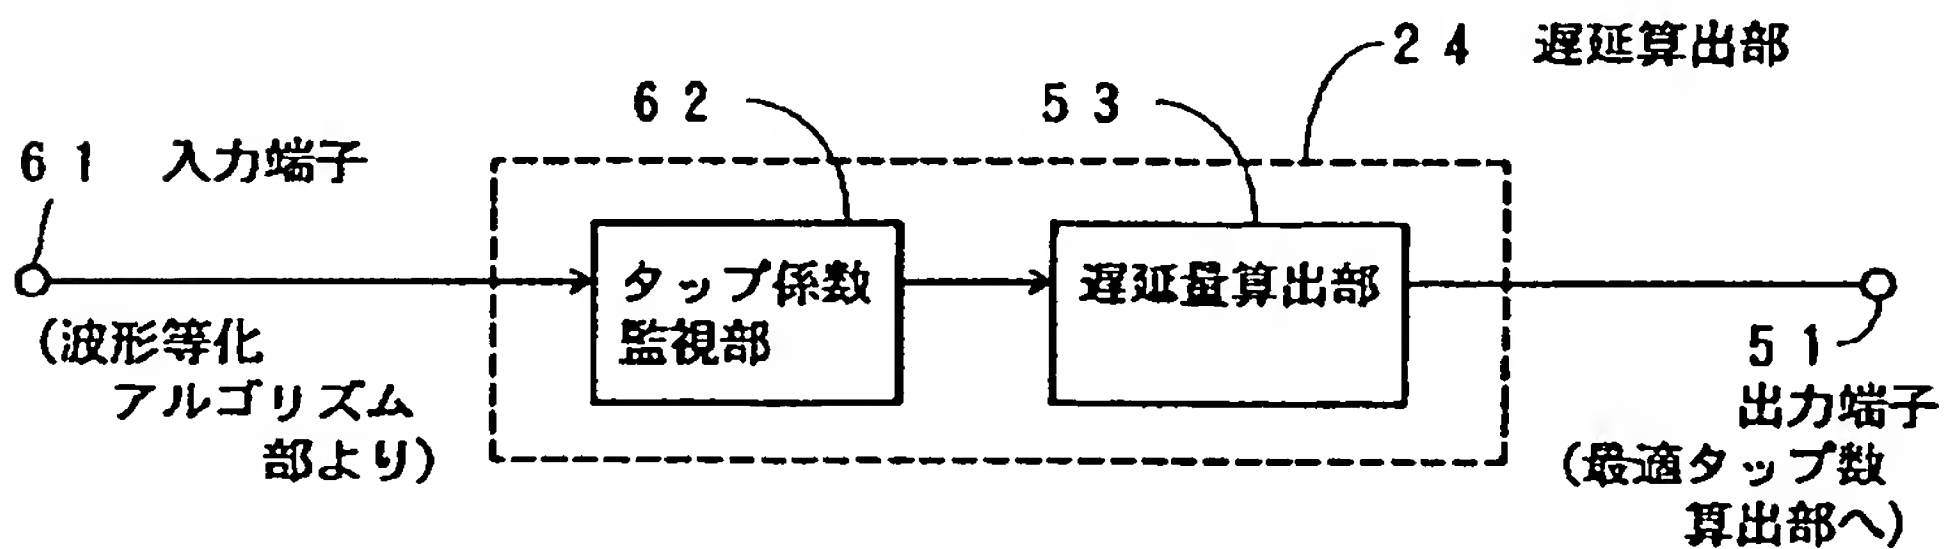 24 遅延算出部
62
53
61 入力端子
タップ係数
監視部
遅延量算出部
(波形等化
アルゴリズム
部より)
51
出力端子
(最適タップ数
算出部へ)